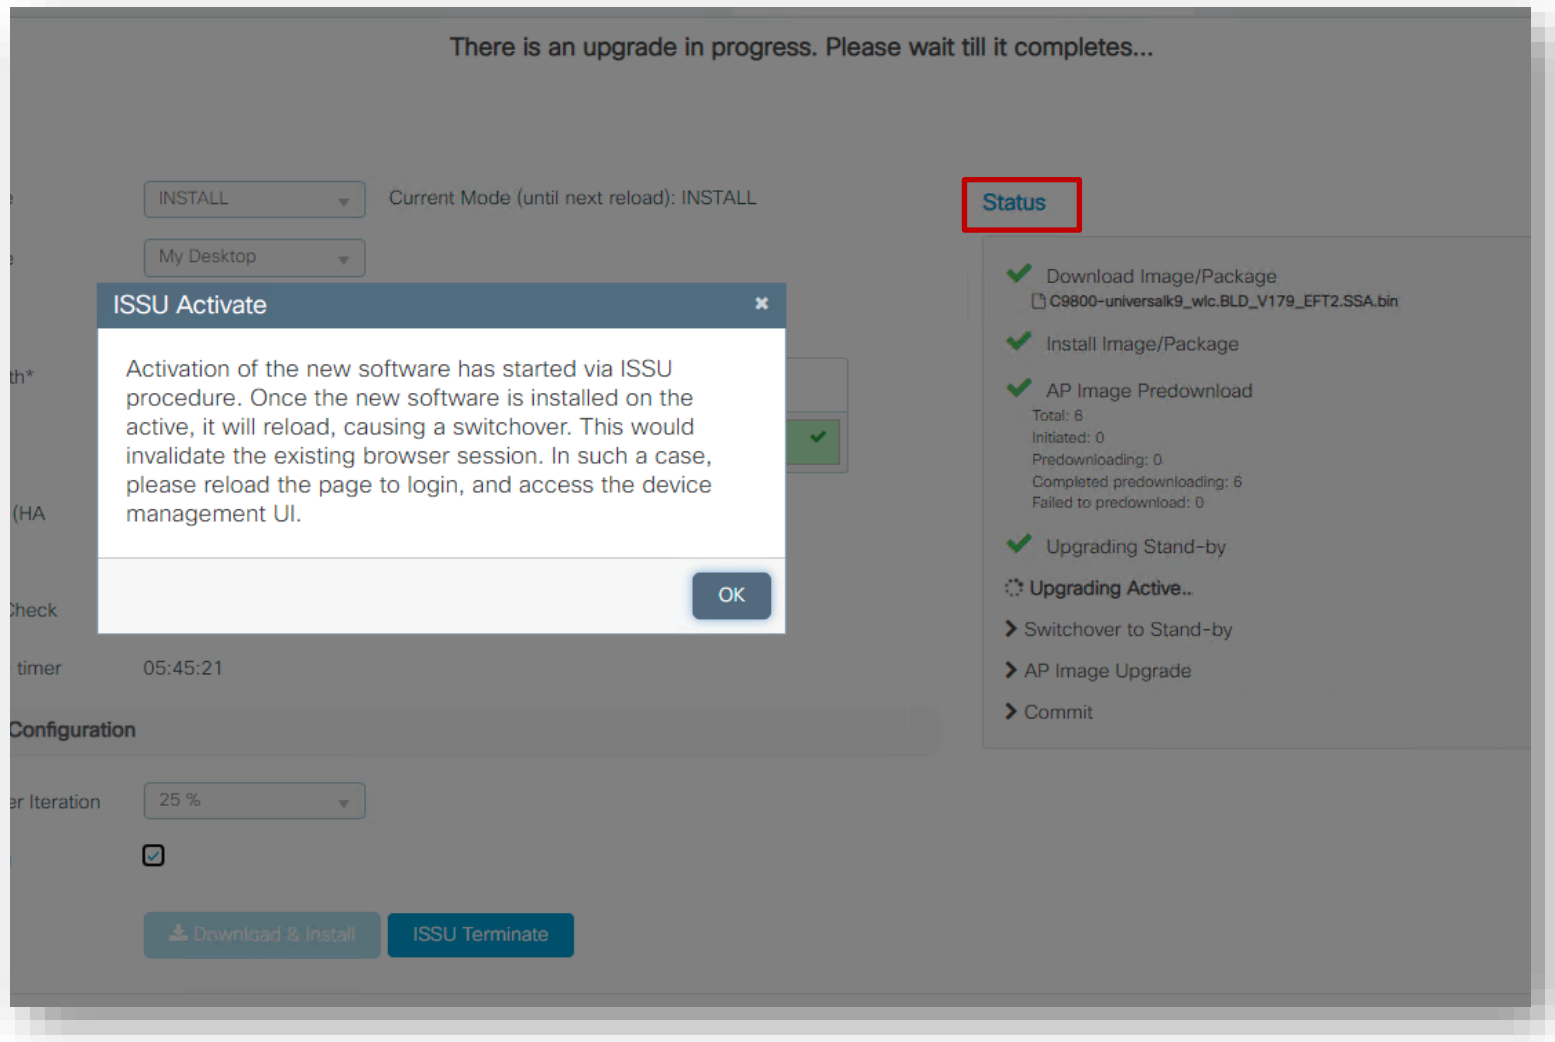 There is an upgrade in progress. Please wait till it completes...
INSTALL
Current Mode (until next reload): INSTALL
My Desktop
ISSU Activate
Activation of the new software has started via ISSU
procedure. Once the new software is installed on the
active, it will reload, causing a switchover. This would
invalidate the existing browser session. In such a case,
please reload the page to login, and access the device
management UI.
OK
th*
(HA
Check
timer
05:45:21
Configuration
er Iteration
25 %
Download & Install
ISSU Terminate
Status
Download Image/Package
C9800-universalk9_wlc.BLD_V179_EFT2.SSA.bin
Install Image/Package
AP Image Predownload
Total: 6
Initiated: 0
Predownloading: 0
Completed predownloading: 6
Failed to predownload: 0
Upgrading Stand-by
Upgrading Active...
Switchover to Stand-by
AP Image Upgrade
Commit